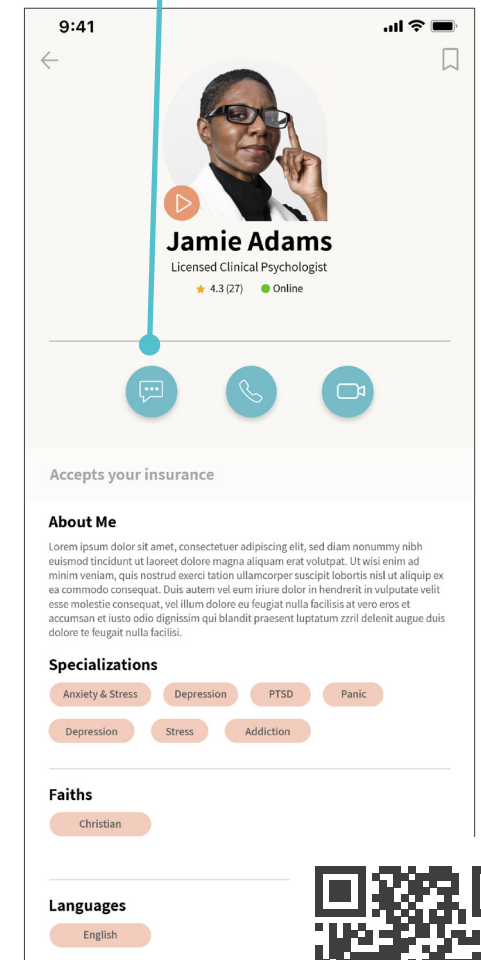 9:41
Jamie Adams
Licensed Clinical Psychologist
4.3 (27) Online
Accepts your insurance
About Me
Lorem ipsum dolor sit amet, consectetuer adipiscing elit, sed diam nonummy nibh
euismod tincidunt ut laoreet dolore magna aliquam erat volutpat. Ut wisi enim ad
minim veniam, quis nostrud exerci tation ullamcorper suscipit lobortis nisl ut aliquip ex
ea commodo consequat. Duis autem vel eum iriure dolor in hendrerit in vulputate velit
esse molestie consequat, vel illum dolore eu feugiat nulla facilisis at vero eros et
accumsan et iusto odio dignissim qui blandit praesent luptatum zzril delenit augue duis
dolore te feugait nulla facilisi.
Specializations
Anxiety & Stress Depression PTSD Panic
Depression Stress Addiction
Faiths
Christian
Languages
English